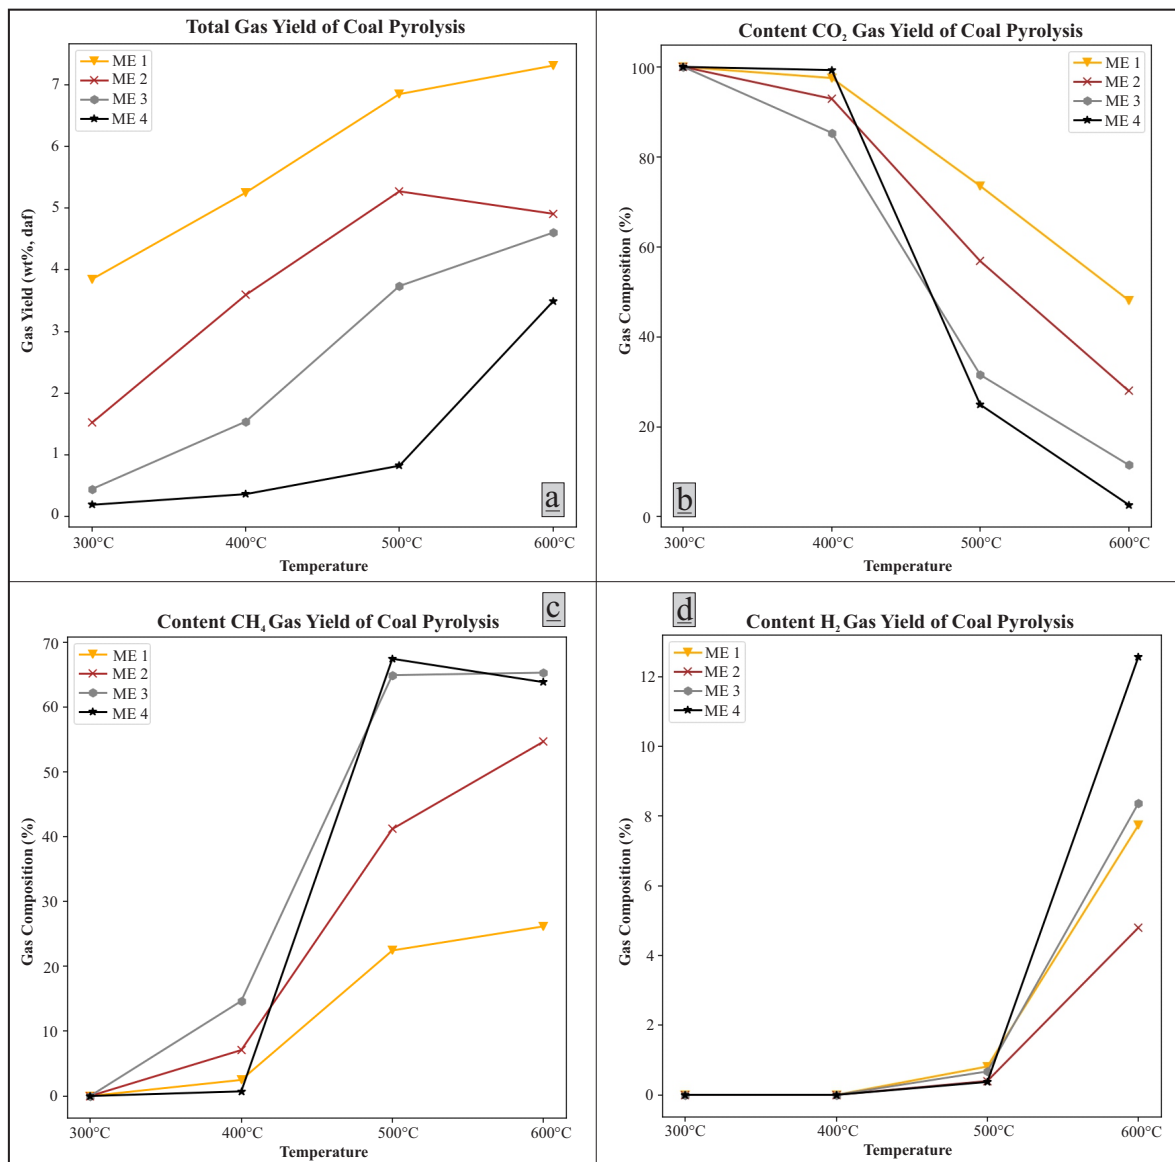 Total Gas Yield of Coal Pyrolysis
ME 1
ME 2
ME 3
ME 4
Gas Yield (wt%, daf)
7
6
5
4
3
2
1
0
300°C 400°C 500°C 600°C
Temperature
a
Content CO₂ Gas Yield of Coal Pyrolysis
ME 1
ME 2
ME 3
ME 4
Gas Composition (%)
100
80
60
40
20
0
300°C 400°C 500°C 600°C
Temperature
b
Content CH₄ Gas Yield of Coal Pyrolysis
c
ME 1
ME 2
ME 3
ME 4
Gas Composition (%)
70
60
50
40
30
20
10
0
300°C 400°C 500°C 600°C
Temperature
d
Content H₂ Gas Yield of Coal Pyrolysis
ME 1
ME 2
ME 3
ME 4
Gas Composition (%)
12
10
8
6
4
2
0
300°C 400°C 500°C 600°C
Temperature